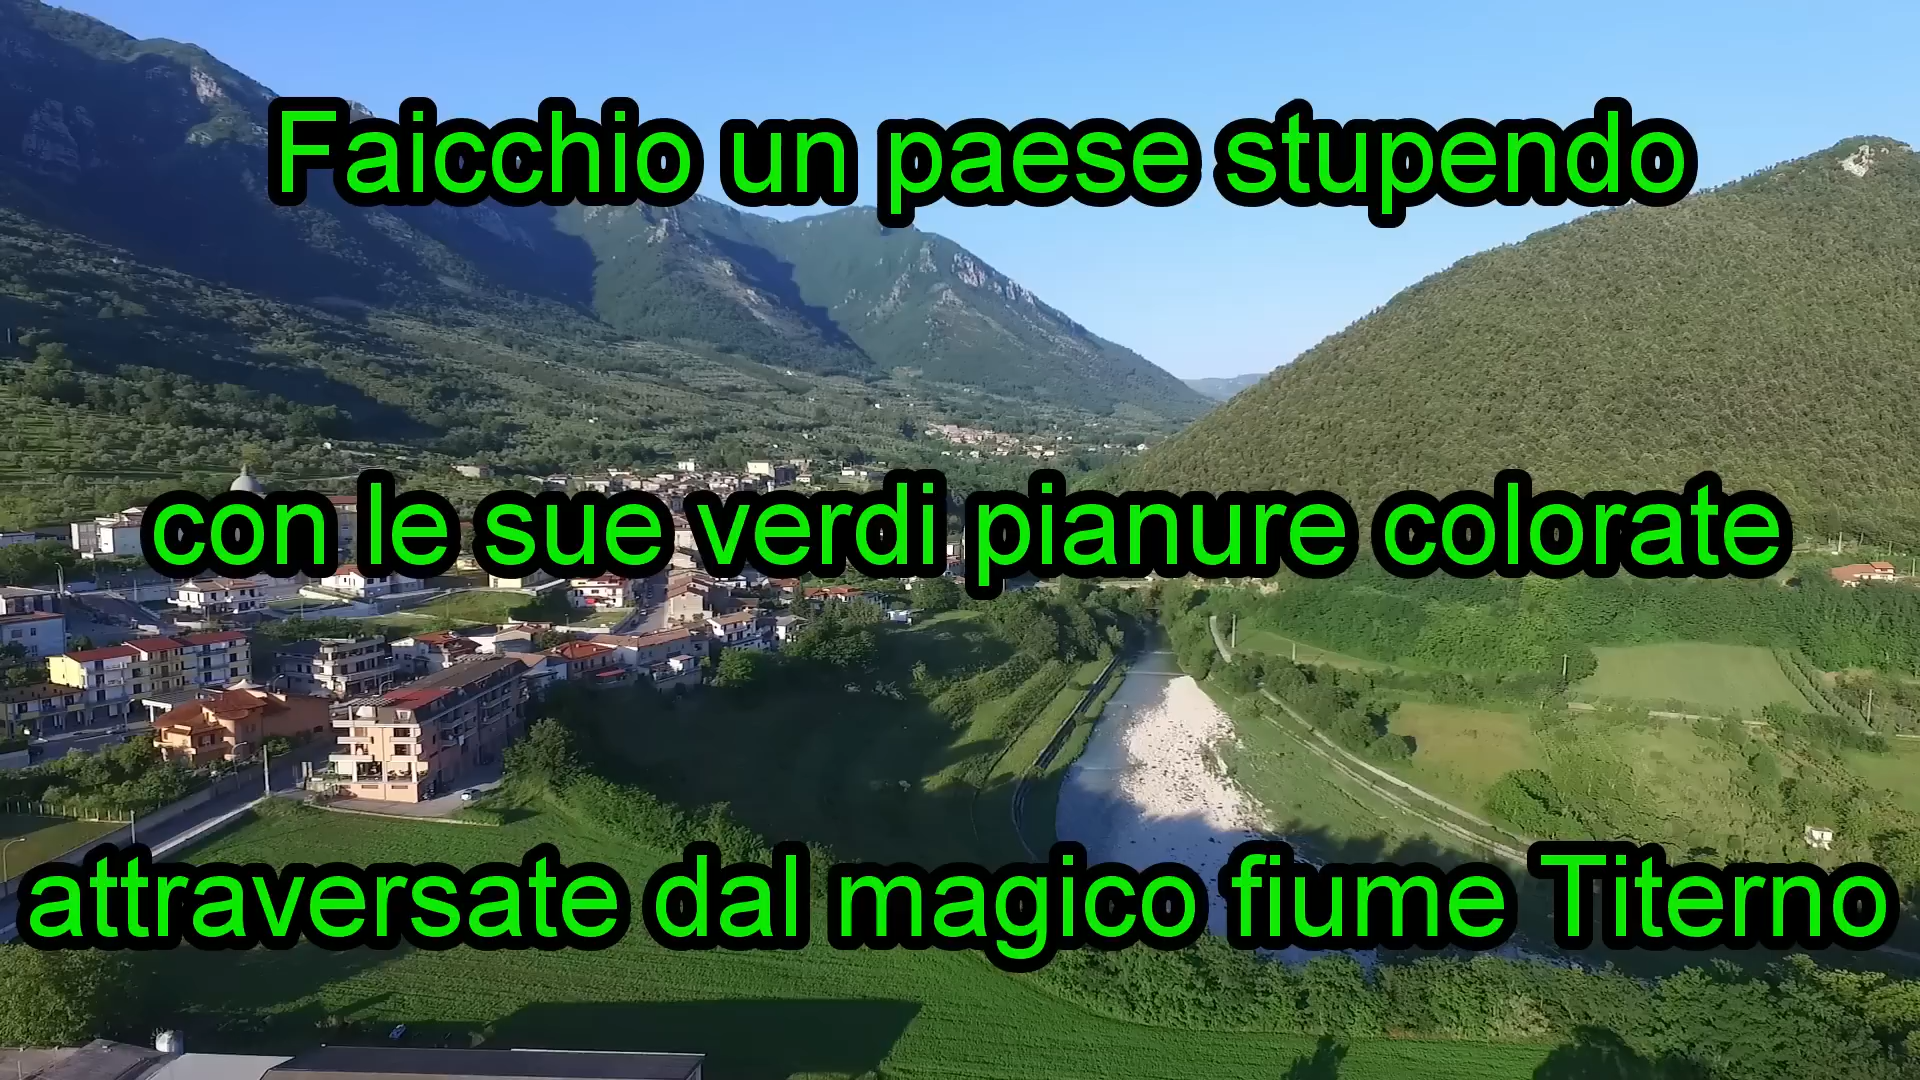 Faicchio un paese stupendo
con le sue verdi pianure colorate
attraversate dal magico fiume Titerno